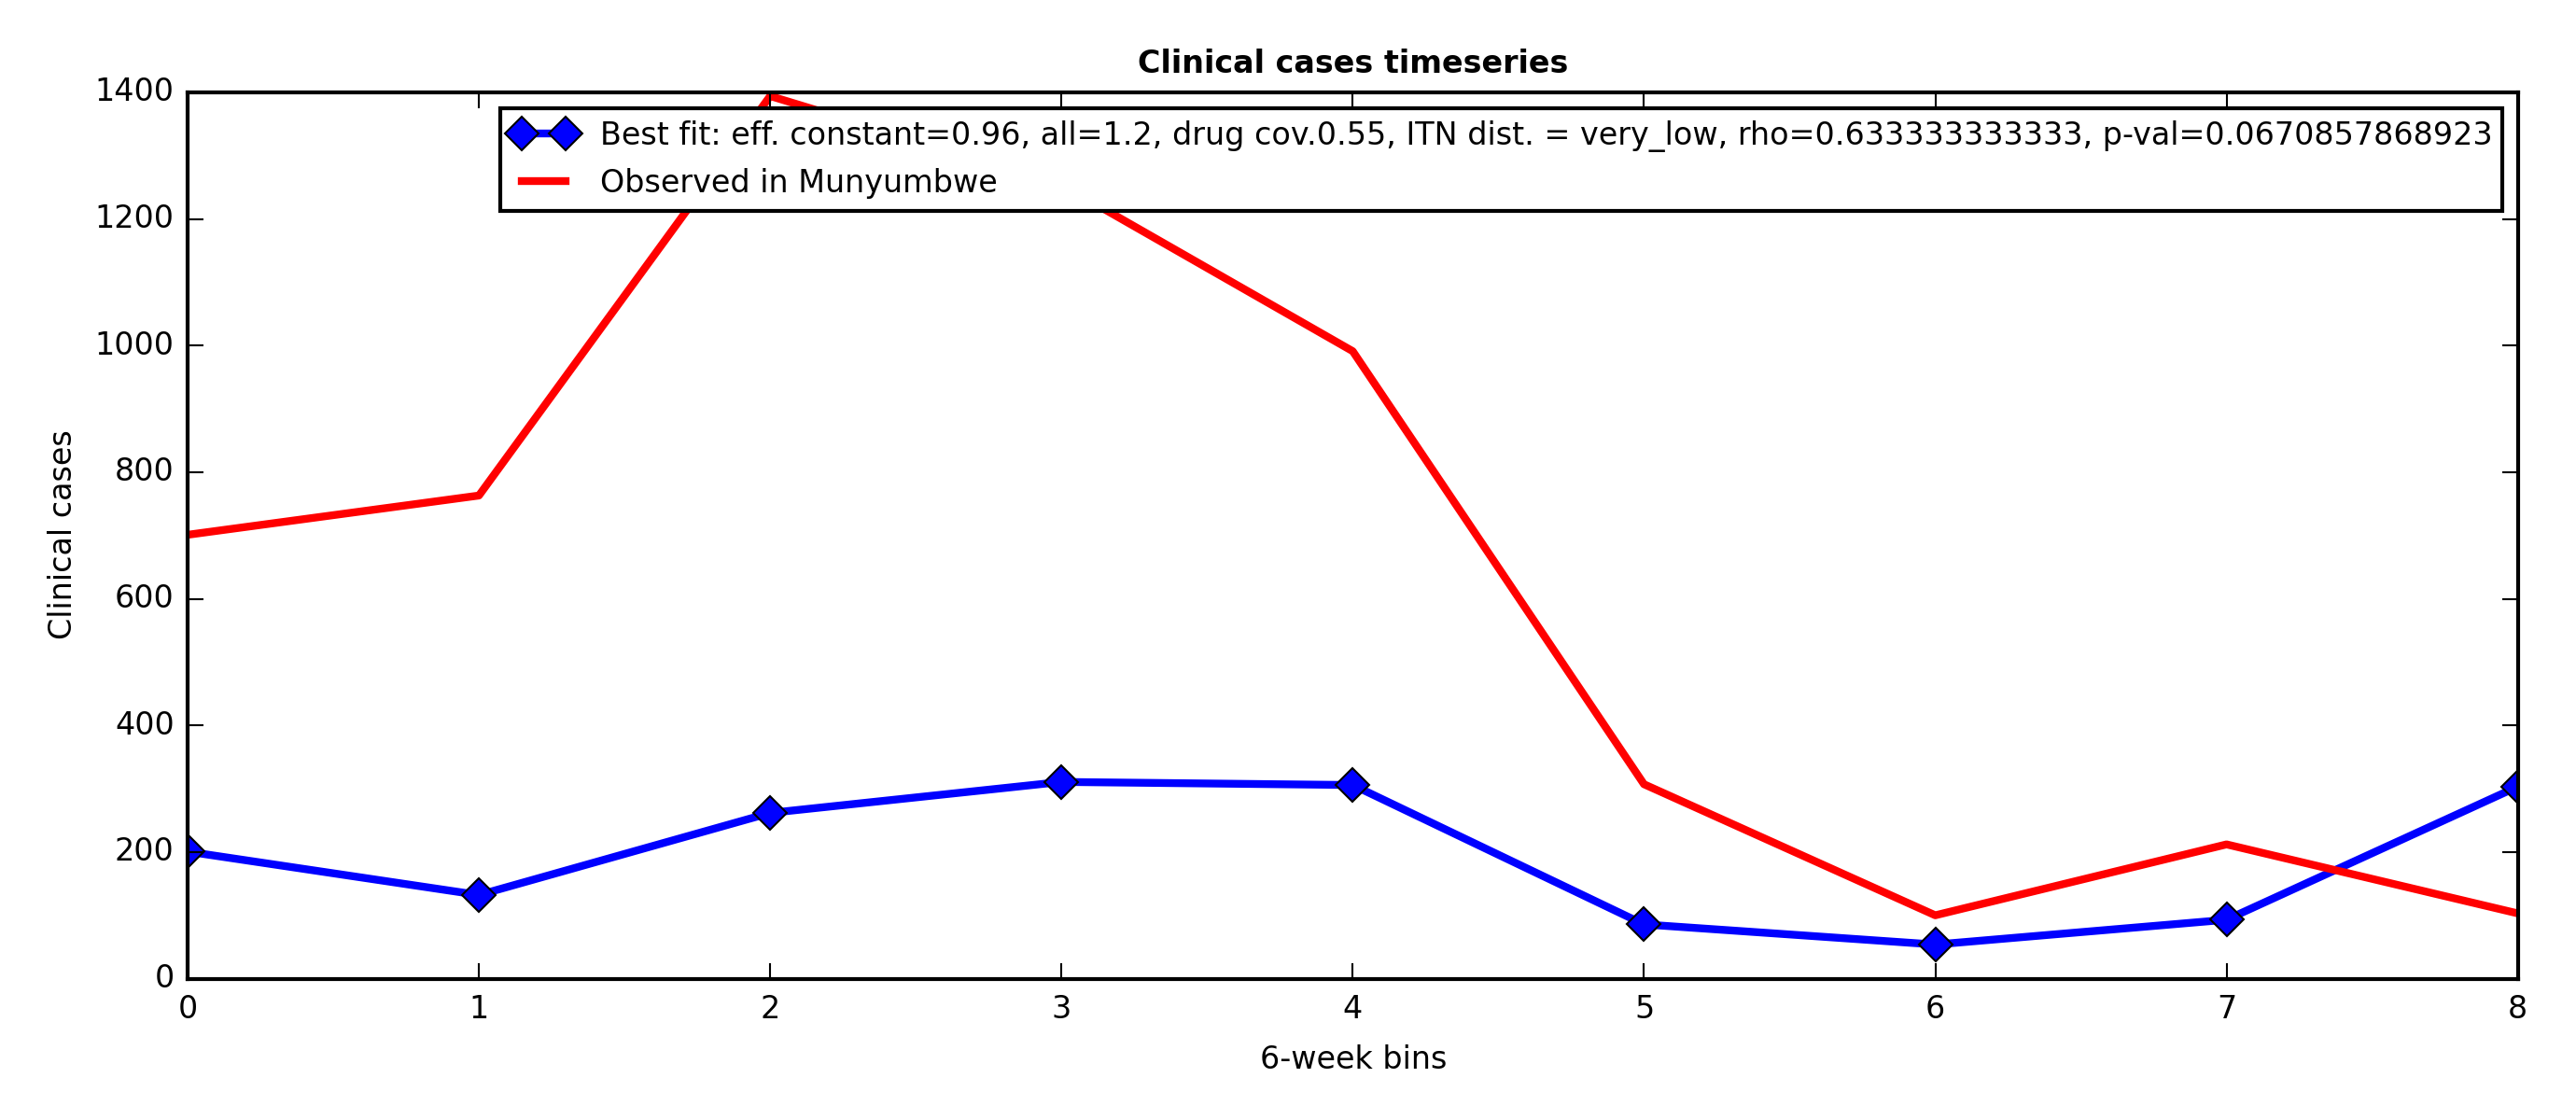 Clinical cases timeseries
Best fit: eff. constant=0.96, all=1.2, drug cov.0.55, ITN dist. = very_low, rho=0.633333333333, p-val=0.0670857868923
Observed in Munyumbwe
1400
1200
1000
800
600
400
200
0
Clinical cases
0 1 2 3 4 5 6 7 8
6-week bins